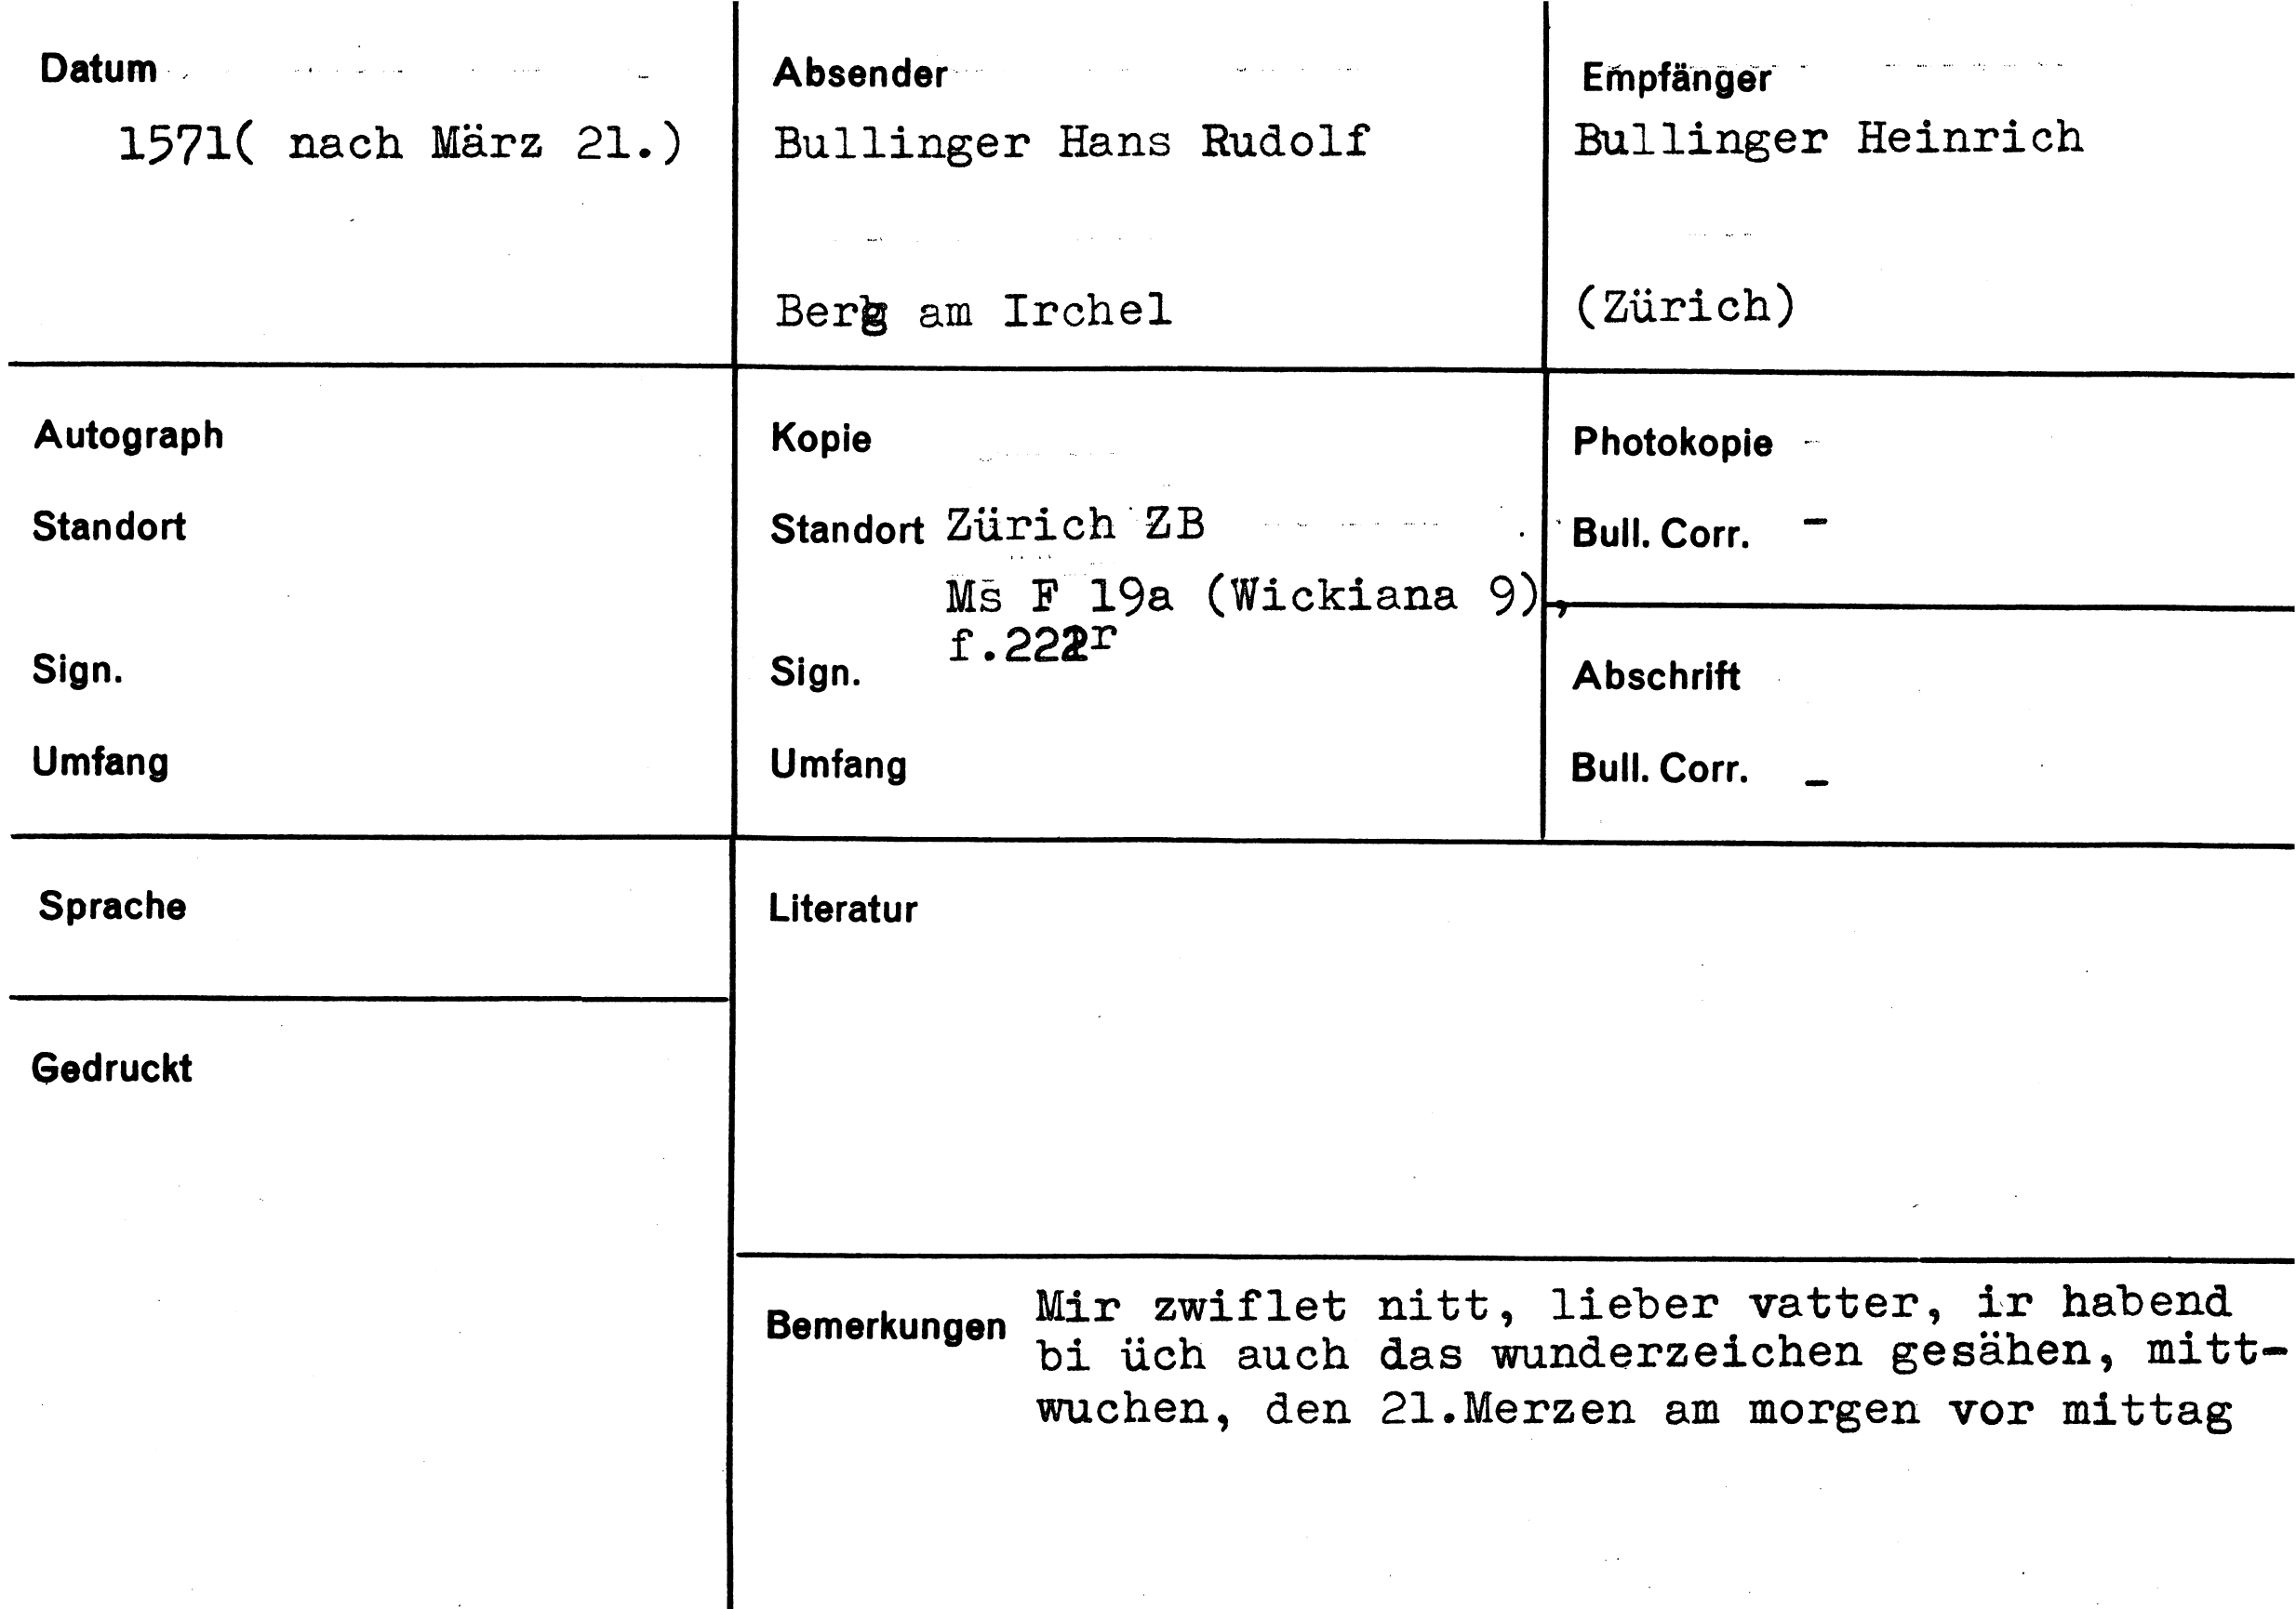 Datum
1571( nach März 21.)
Absender
Bullinger Hans Rudolf
Berg am Irchel
Empfänger
Bullinger Heinrich
(Zürich)
Autograph
Standort
Sign.
Umfang
Kopie
Standort Zürich ZB
Ms F 19a (Wickiana 9),
Sign.
Umfang
Photokopie
Bull. Corr. -
Abschrift
Bull. Corr. -
Sprache
Gedruckt
Literatur
Bemerkungen Mir zwiflet nitt, lieber vatter, ir habend
bi üch auch das wunderzeichen gesähen, mitt-
wuchen, den 21.Merzen am morgen vor mittag